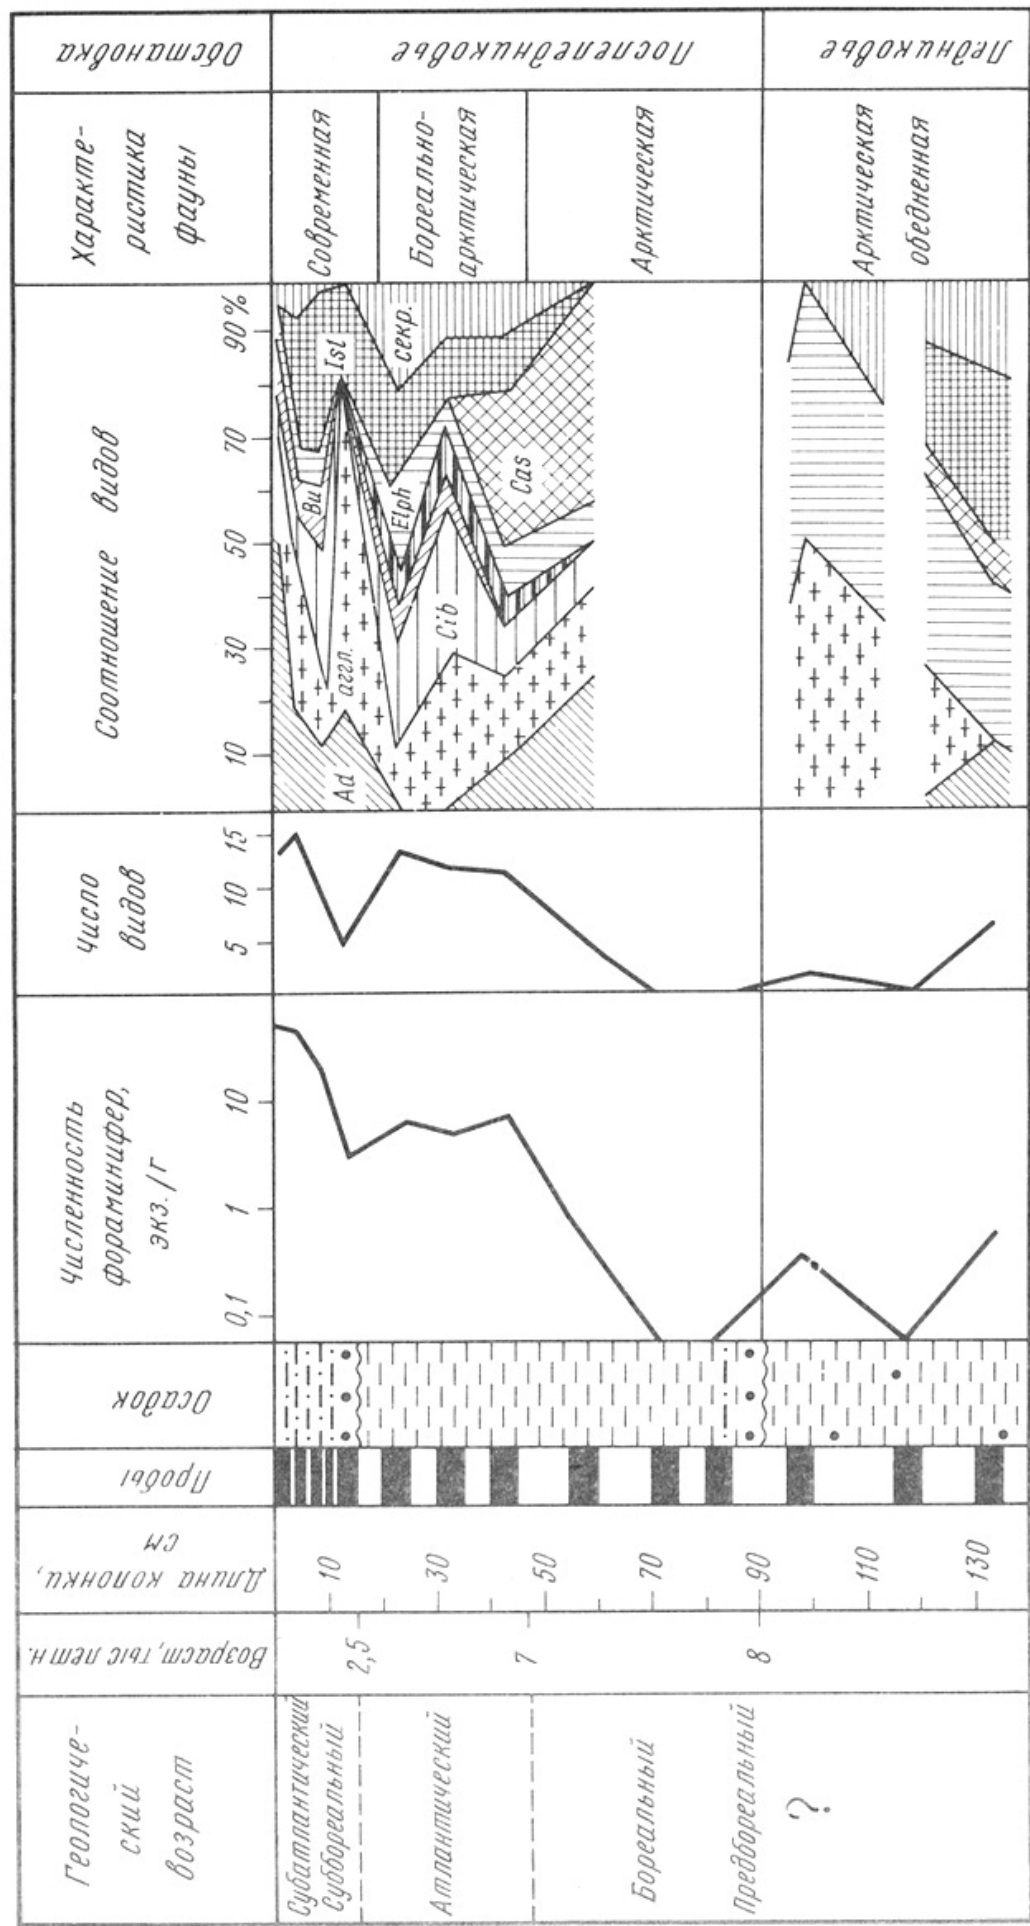 Обстановка
Послеледниковье
Ледниковье
Характе-
ристика
фауны
Современная
Бореально-
арктическая
Арктическая
Арктическая
обедненная
Соотношение видов
10 30 50 70 90%
Ad
аггл.
Bu
Isl
Cib
Elph
секр.
Cas
Число
видов
5 10 15
Численность
фораминифер,
экз./г
0,1 1 10
Осадок
Пробы
Длина колонки,
см
10
30
50
70
90
110
130
Возраст, тыс лет н.
2,5
7
8
Геологиче-
ский
возраст
Субатлантический
Суббореальный
Атлантический
Бореальный
Предбореальный
?